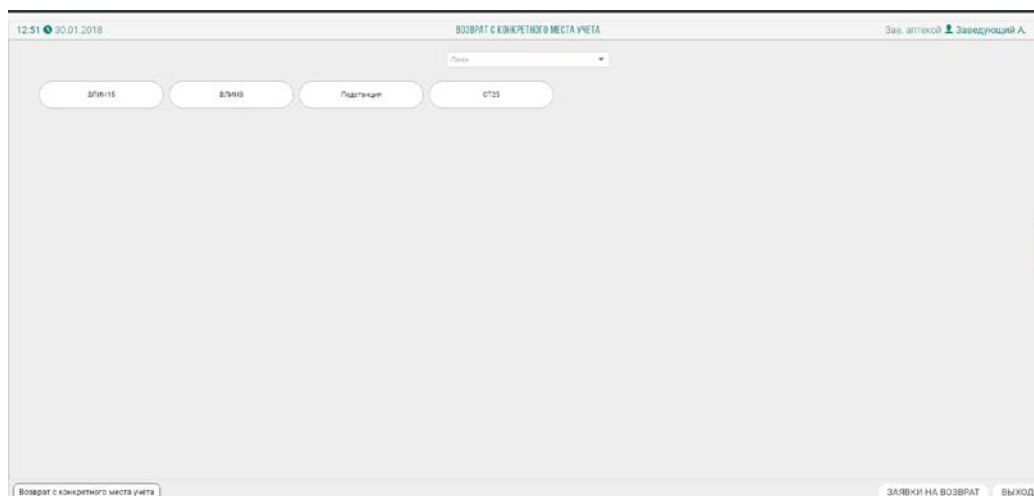 12:51 30.01.2018
ВОЗВРАТ С КОНКРЕТНОГО МЕСТА УЧЕТА
Зав. аптекой Заведующий А.
Поиск
Подстанция
СТ25
Возврат с конкретного места учета
ЗАЯВКИ НА ВОЗВРАТ ВЫХОД